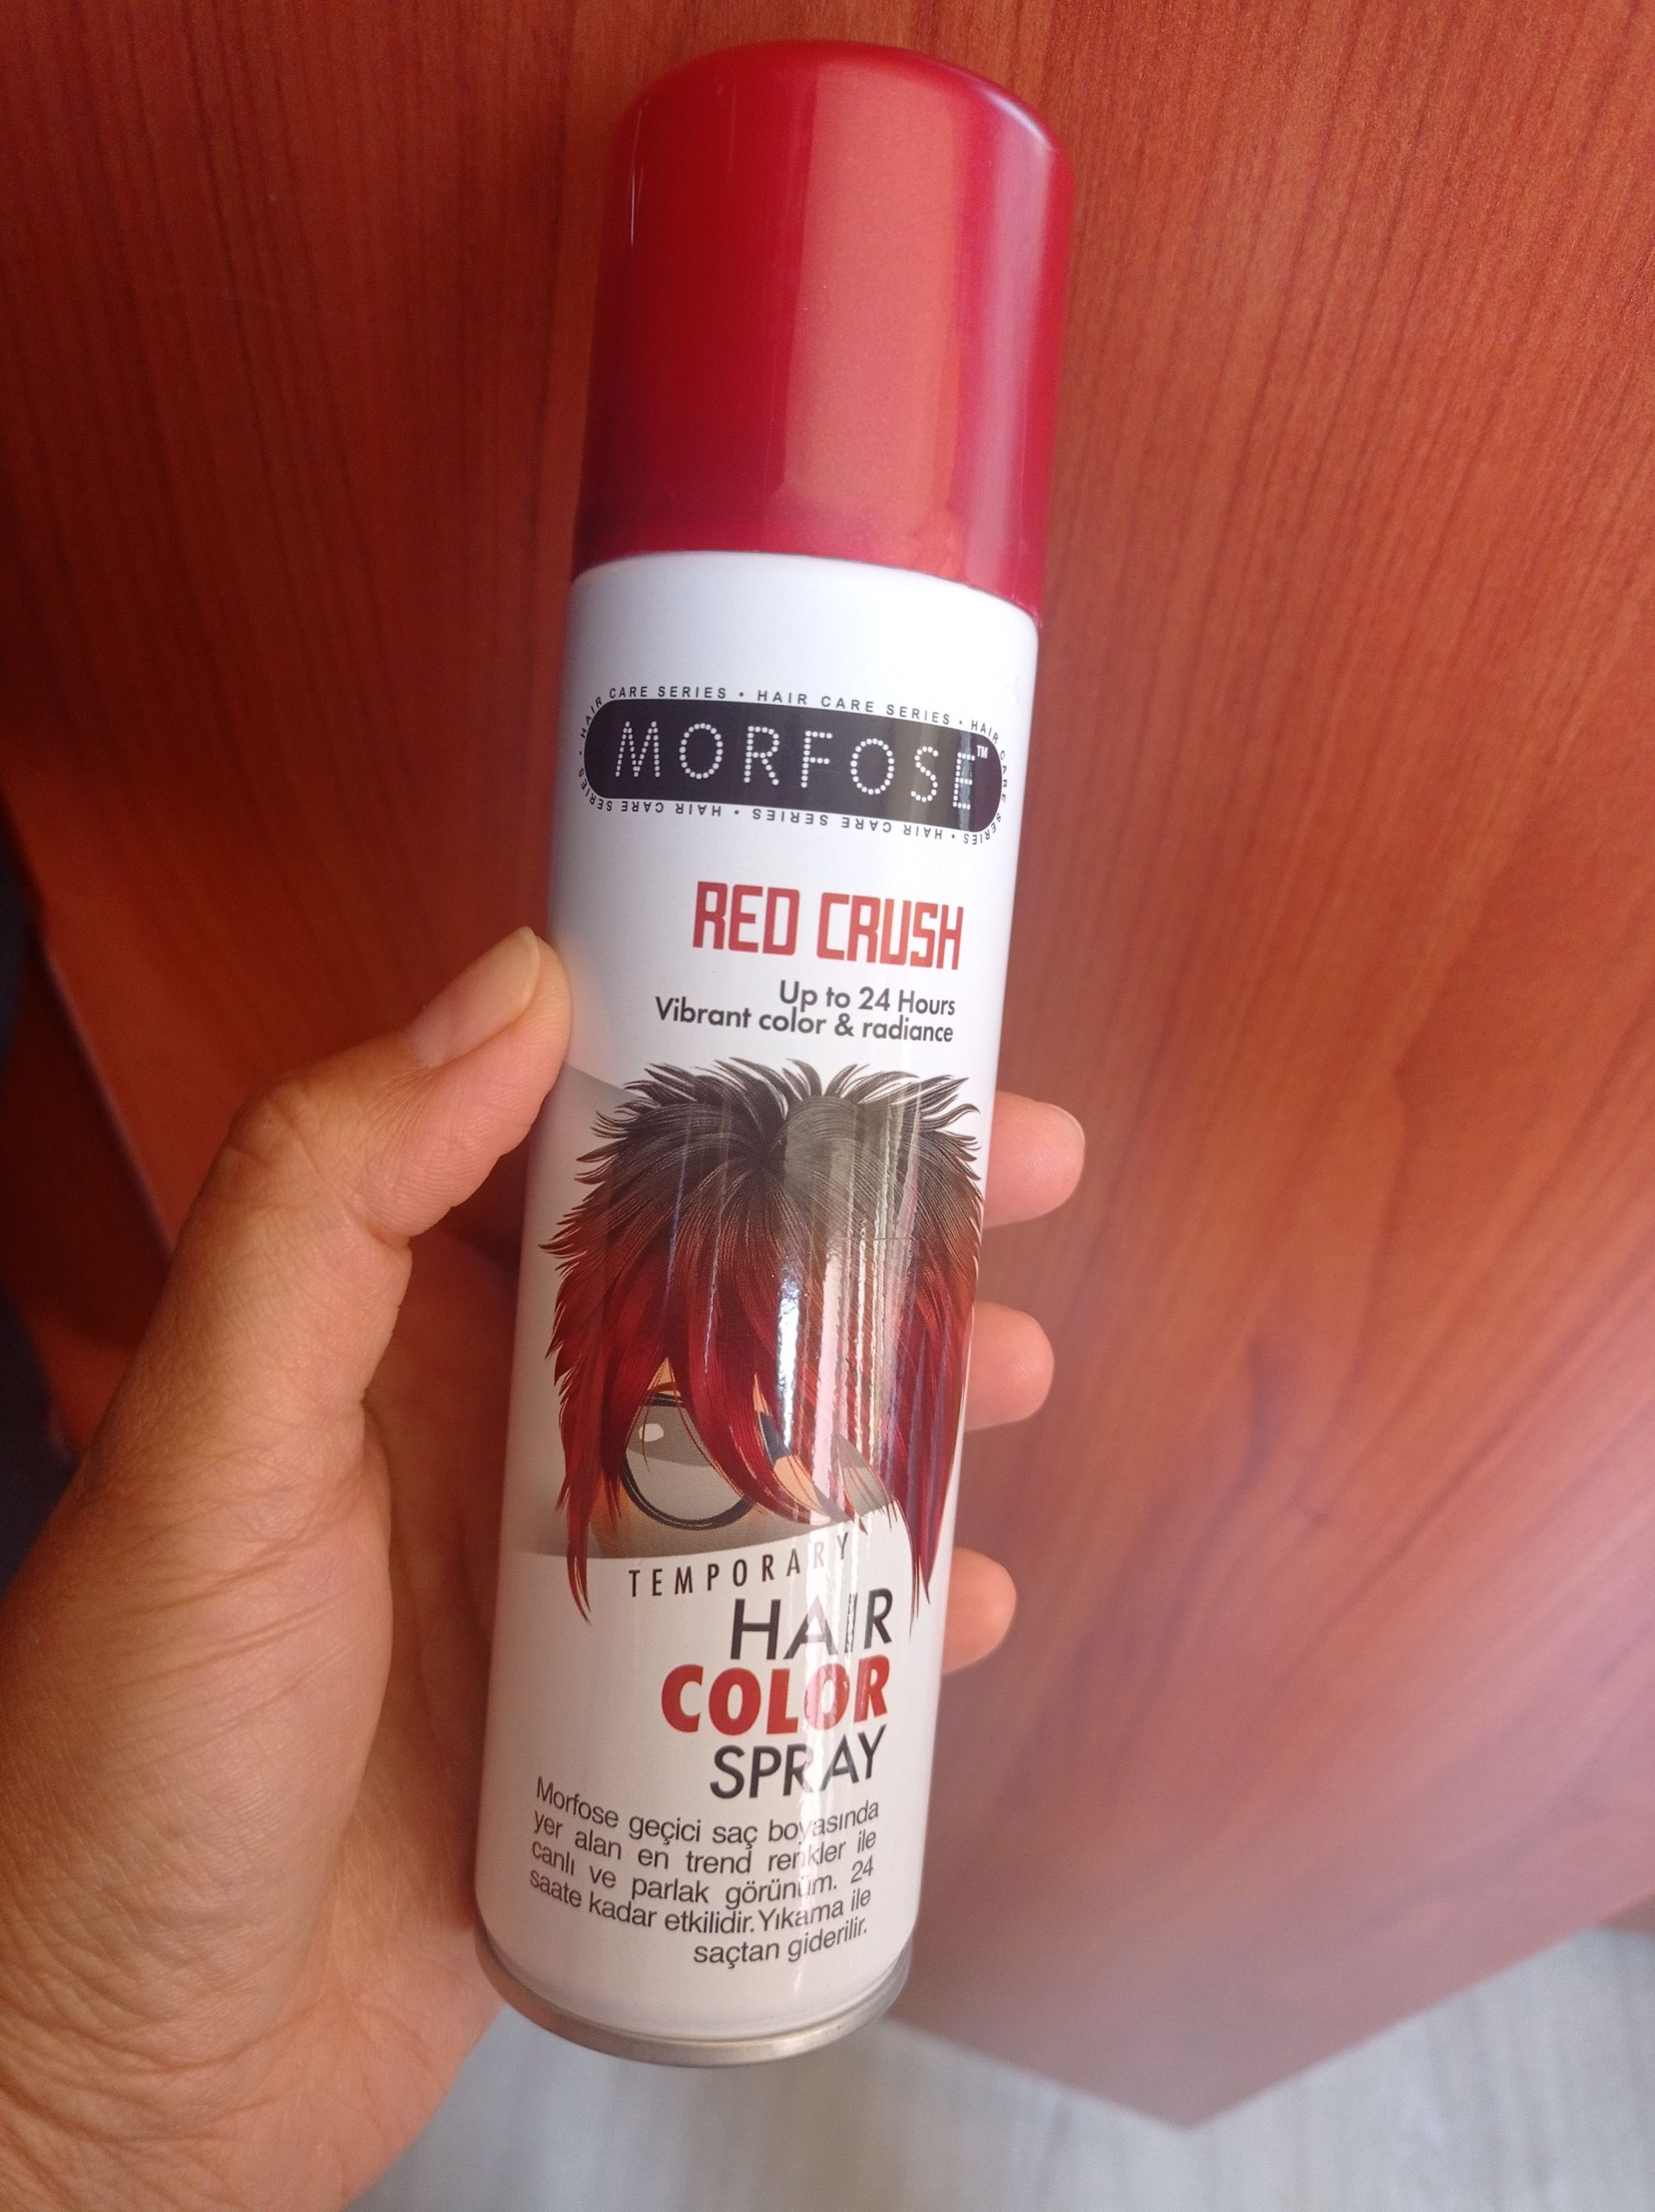 HAIR CARE SERIES • HAIR CARE SERIES • HAIR CARE SERIES • HAIR CARE SERIES • HAIR CARE SERIES •
MORFOSE™
RED CRUSH
Up to 24 Hours
Vibrant color & radiance
TEMPORARY
HAIR
COLOR
SPRAY
Morfose geçici saç boyasında
yer alan en trend renkler ile
canlı ve parlak görünüm. 24
saate kadar etkilidir.Yıkama ile
saçtan giderilir.